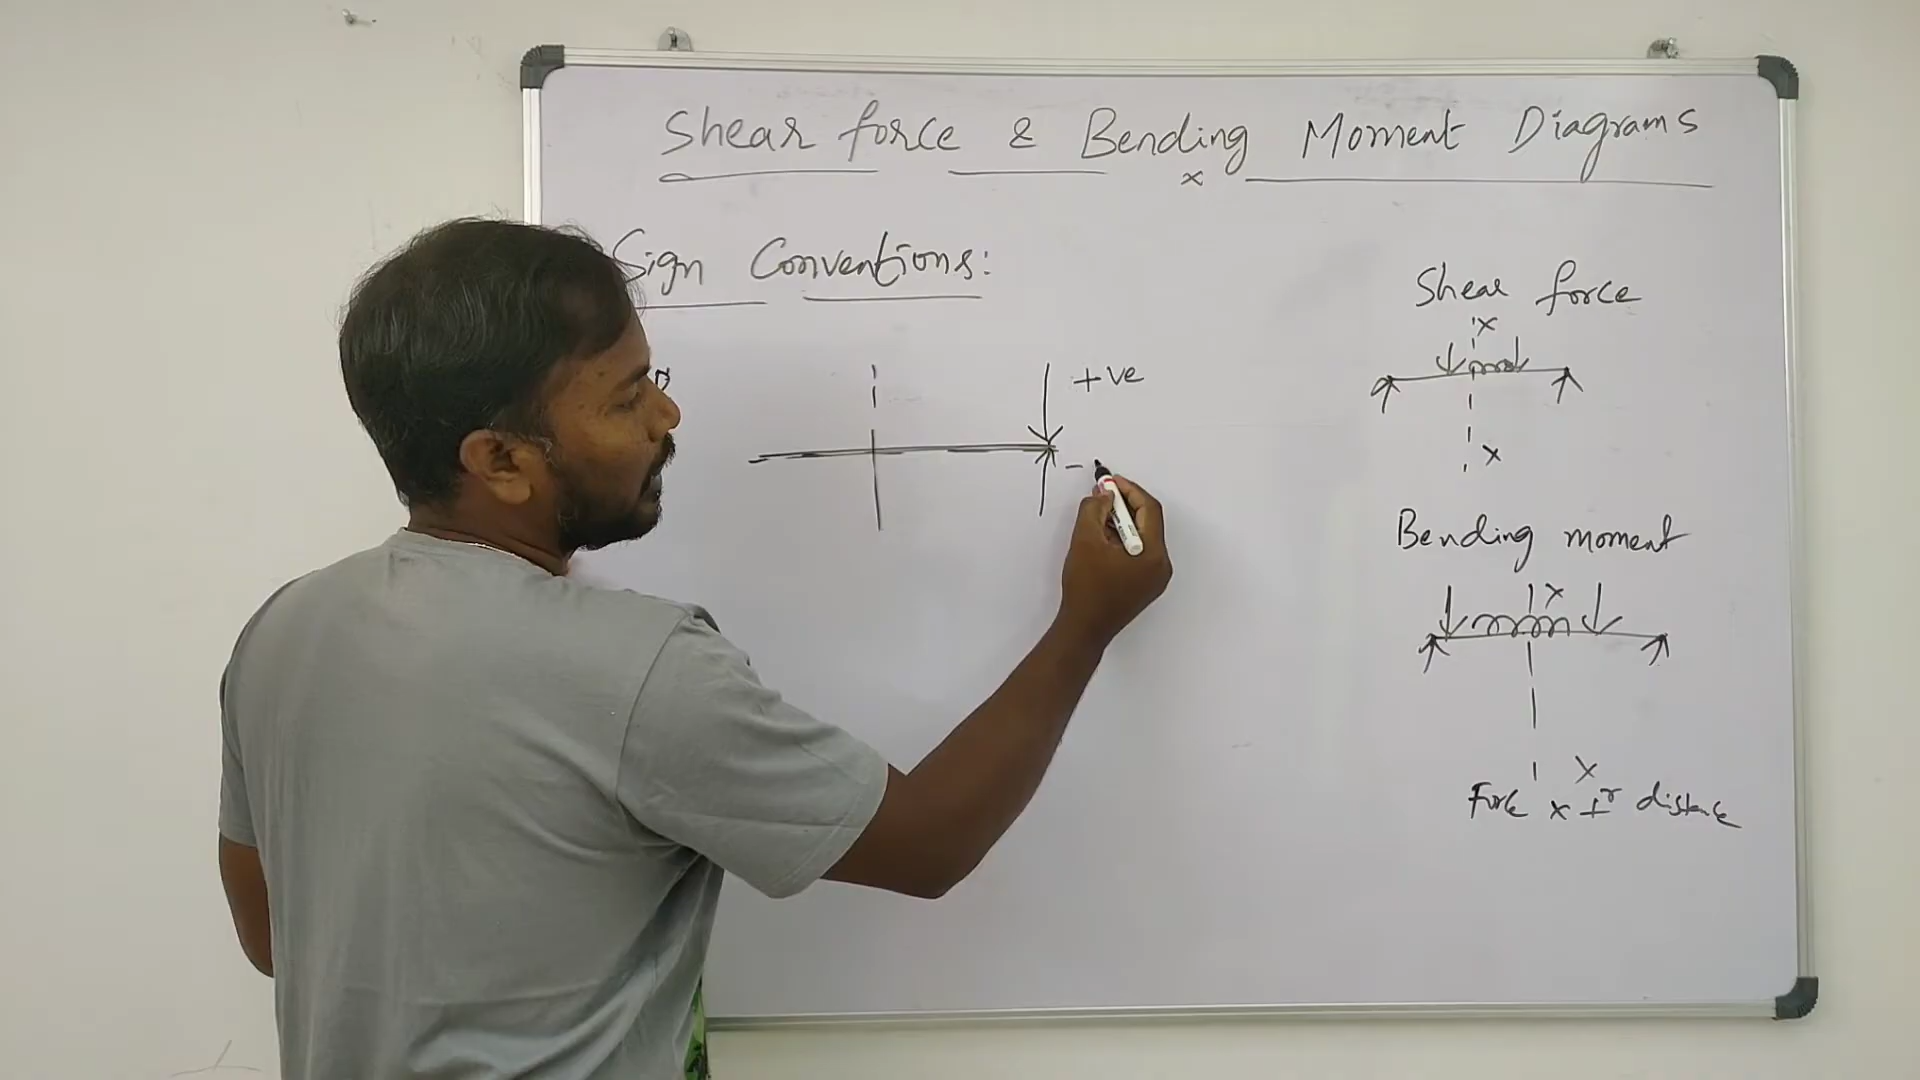 Shear force & Bending Moment Diagrams
x
Sign Conventions:
+ve
-
Shear force
x
x
Bending moment
x
x
Force x ⊥r distance